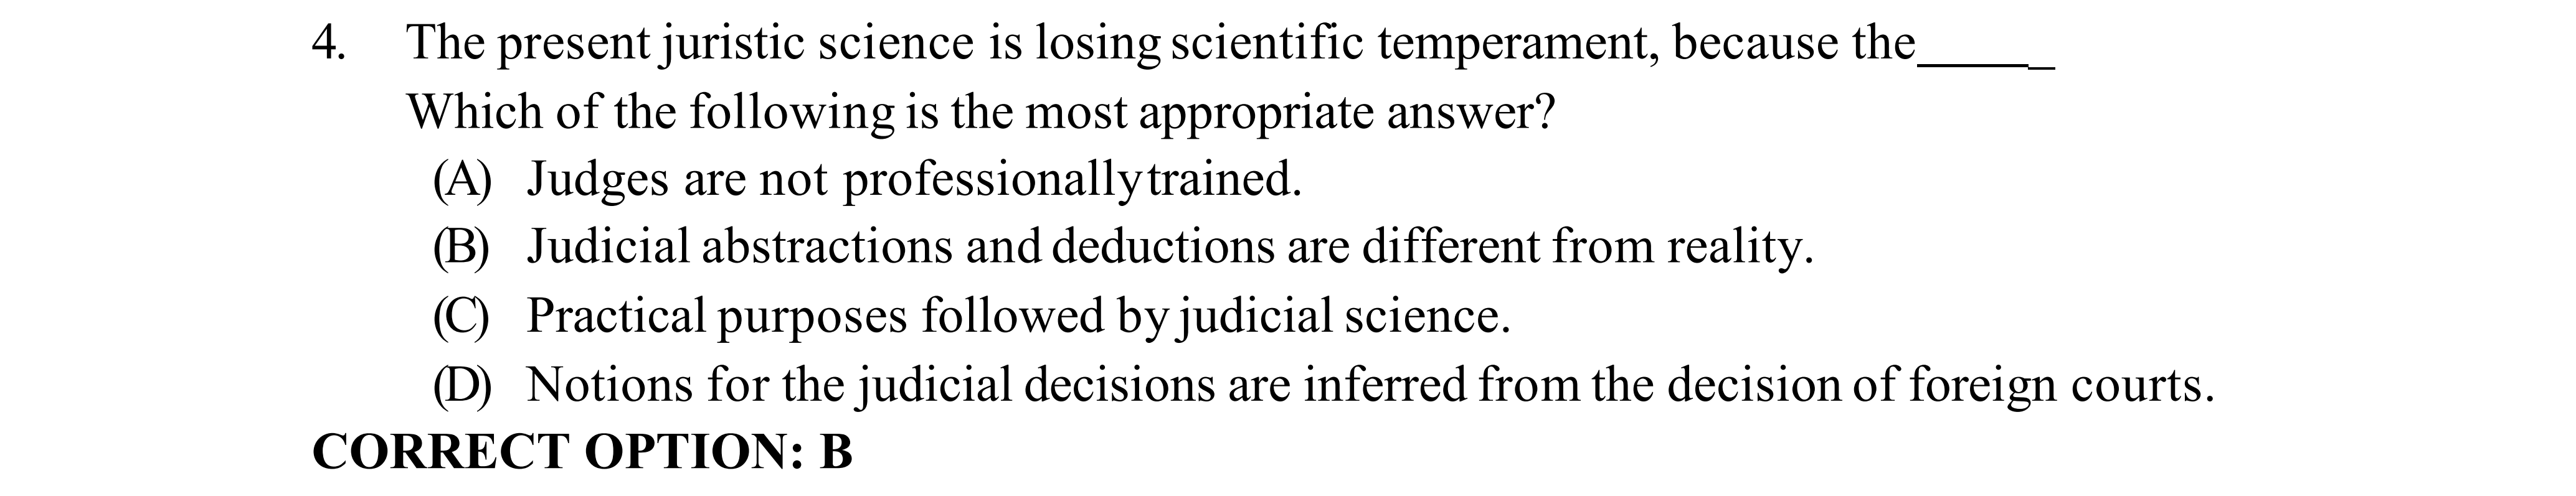 4. The present juristic science is losing scientific temperament, because the______
Which of the following is the most appropriate answer?
(A) Judges are not professionally trained.
(B) Judicial abstractions and deductions are different from reality.
(C) Practical purposes followed by judicial science.
(D) Notions for the judicial decisions are inferred from the decision of foreign courts.
CORRECT OPTION: B